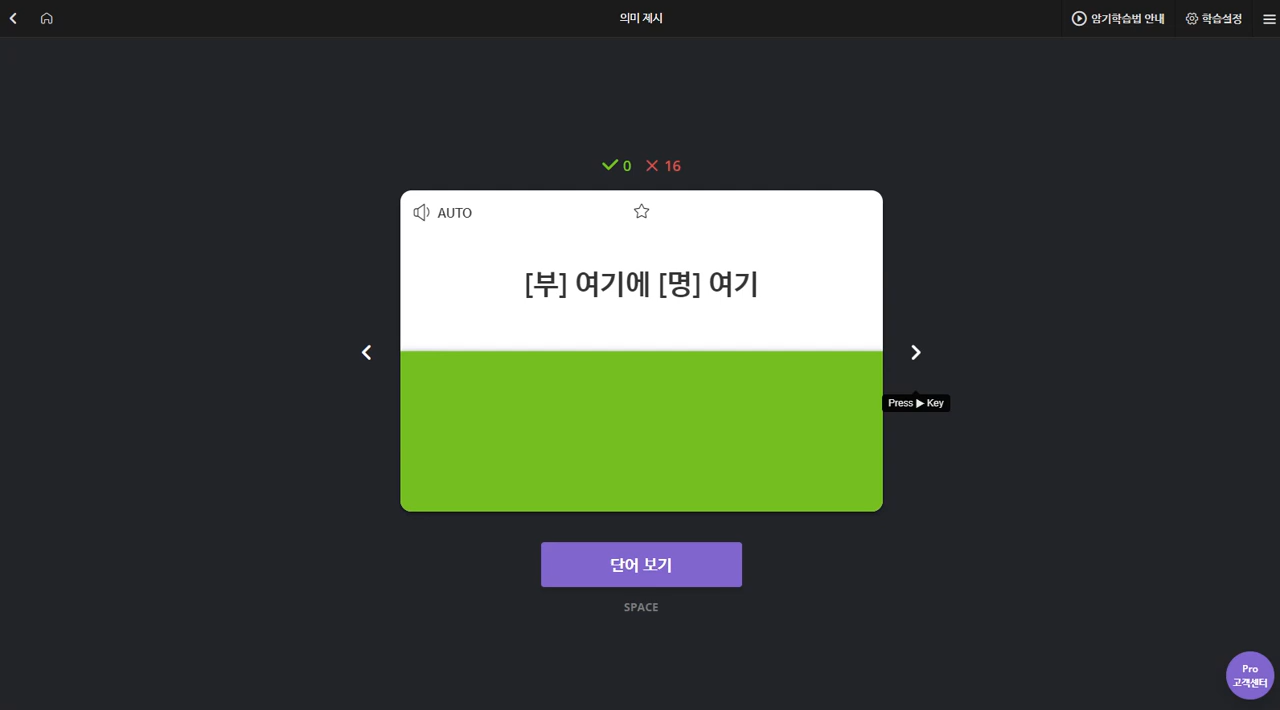 의미 제시
암기학습법 안내
학습설정
0
16
AUTO
[부] 여기에 [명] 여기
Press ▶ Key
단어 보기
SPACE
Pro
고객센터